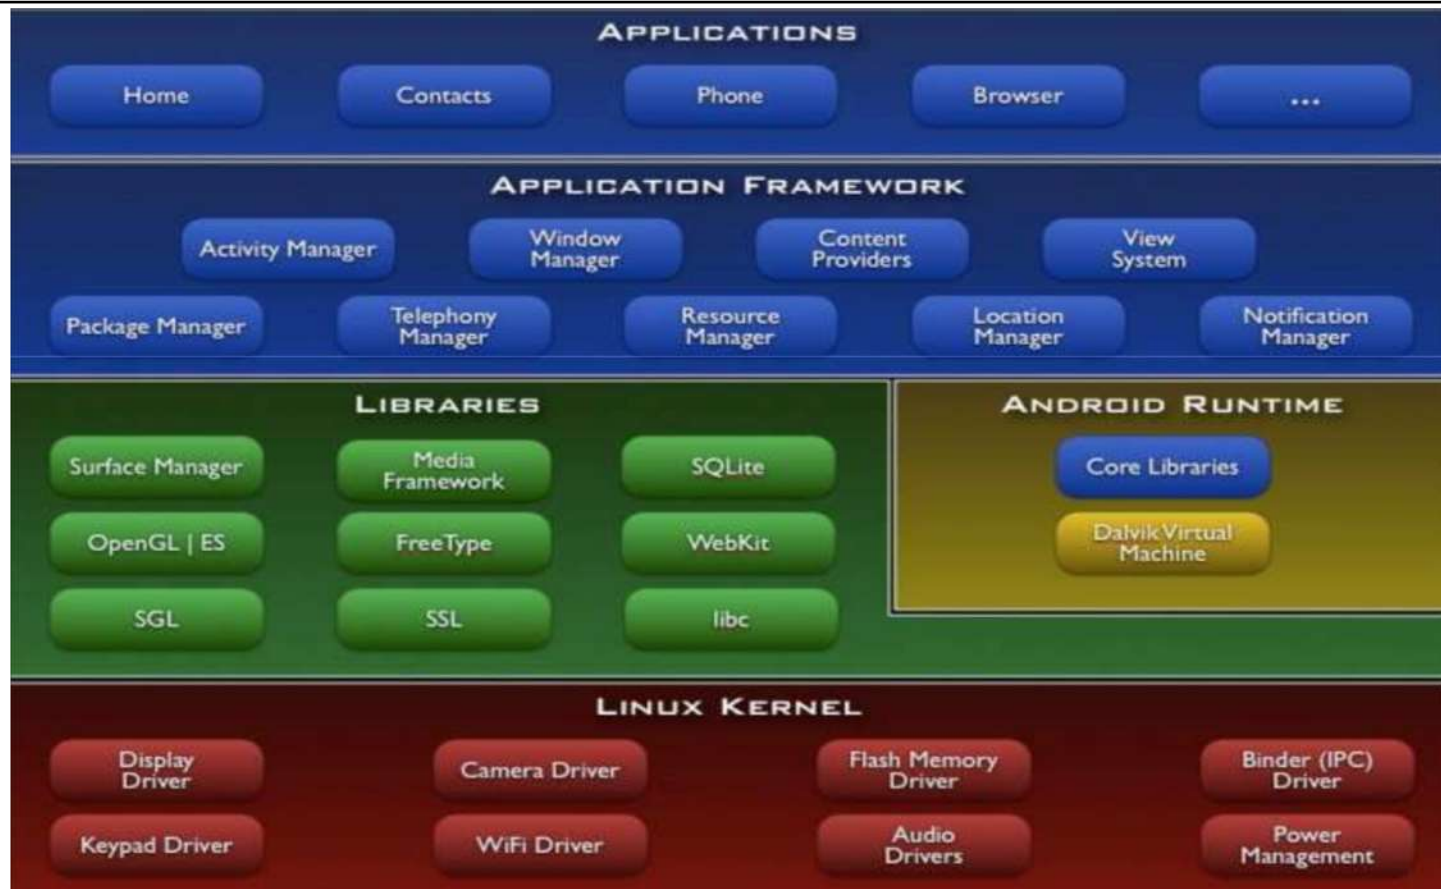 APPLICATIONS
Home
Contacts
Phone
Browser
...
APPLICATION FRAMEWORK
Activity Manager
Window
Manager
Content
Providers
View
System
Package Manager
Telephony
Manager
Resource
Manager
Location
Manager
Notification
Manager
LIBRARIES
Surface Manager
Media
Framework
SQLite
OpenGL | ES
FreeType
WebKit
SGL
SSL
libc
ANDROID RUNTIME
Core Libraries
Dalvik Virtual
Machine
LINUX KERNEL
Display
Driver
Camera Driver
Flash Memory
Driver
Binder (IPC)
Driver
Keypad Driver
WiFi Driver
Audio
Drivers
Power
Management